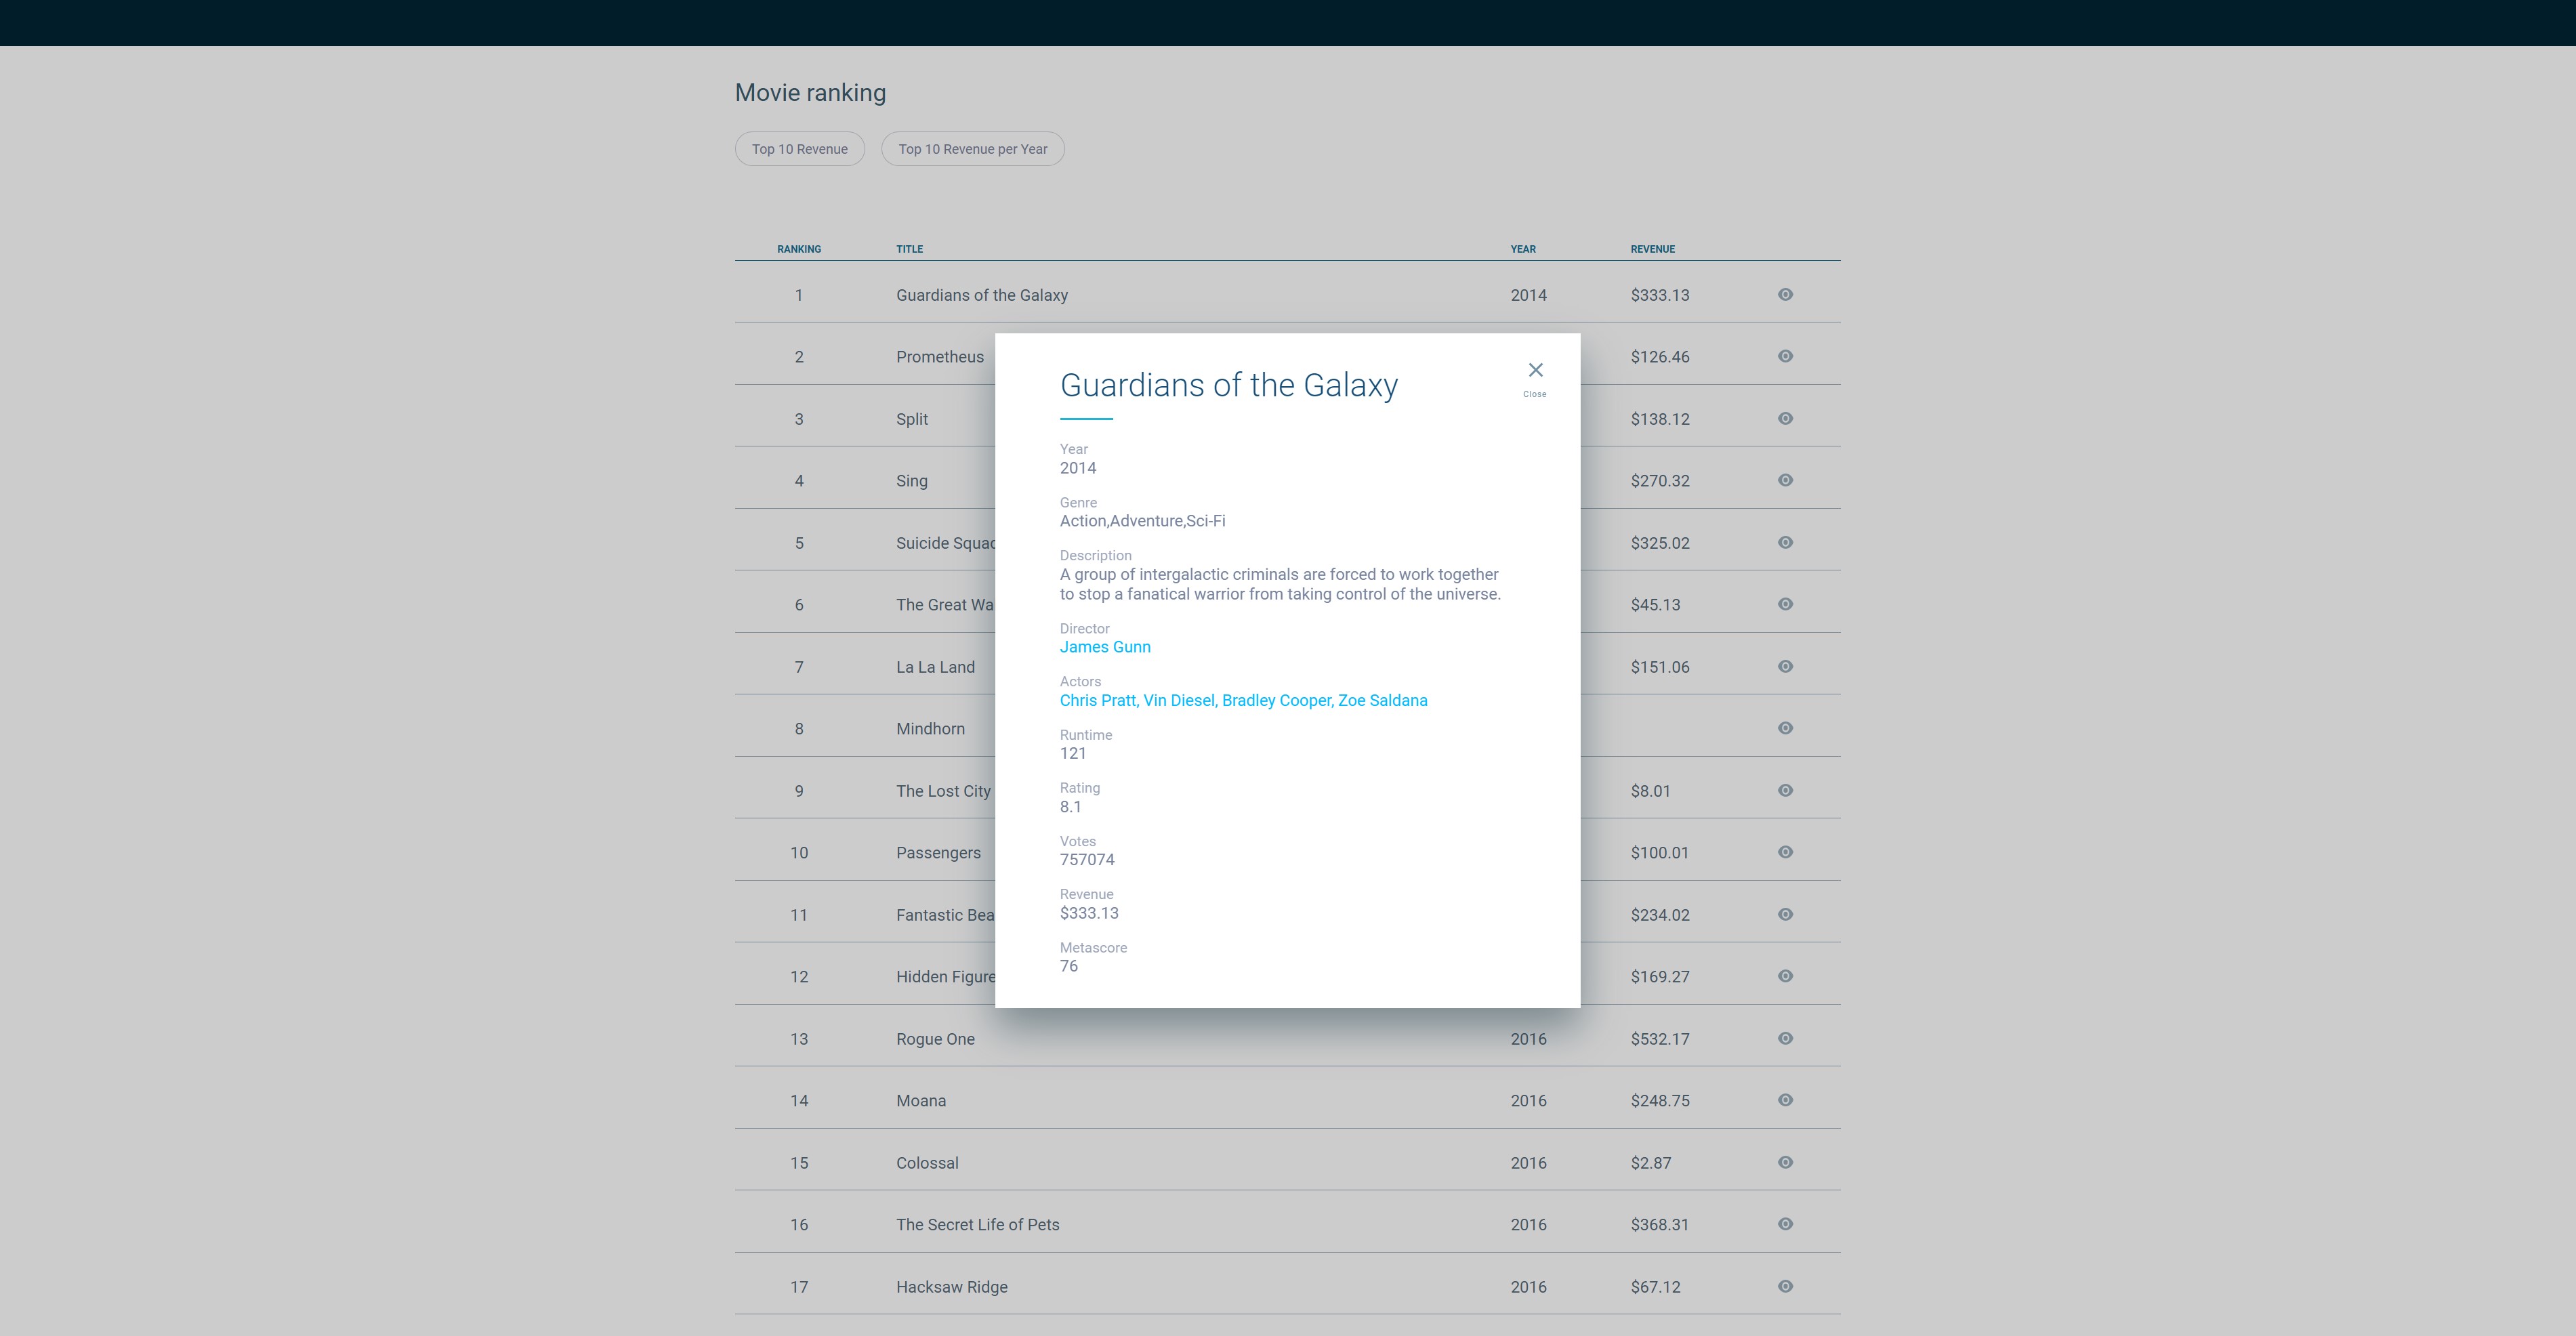 Movie ranking
Top 10 Revenue Top 10 Revenue per Year
RANKING TITLE YEAR REVENUE
1 Guardians of the Galaxy 2014 $333.13
2 Prometheus $126.46
3 Split $138.12
4 Sing $270.32
5 Suicide $325.02
6 The Great $45.13
7 La La Land $151.06
8 Mindhorn
9 The Lost City $8.01
10 Passengers $100.01
11 Fantastic $234.02
12 Hidden $169.27
13 Rogue One 2016 $532.17
14 Moana 2016 $248.75
15 Colossal 2016 $2.87
16 The Secret Life of Pets 2016 $368.31
17 Hacksaw Ridge 2016 $67.12
Guardians of the Galaxy
Close
Year
2014
Genre
Action,Adventure,Sci-Fi
Description
A group of intergalactic criminals are forced to work together
to stop a fanatical warrior from taking control of the universe.
Director
James Gunn
Actors
Chris Pratt, Vin Diesel, Bradley Cooper, Zoe Saldana
Runtime
121
Rating
8.1
Votes
757074
Revenue
$333.13
Metascore
76